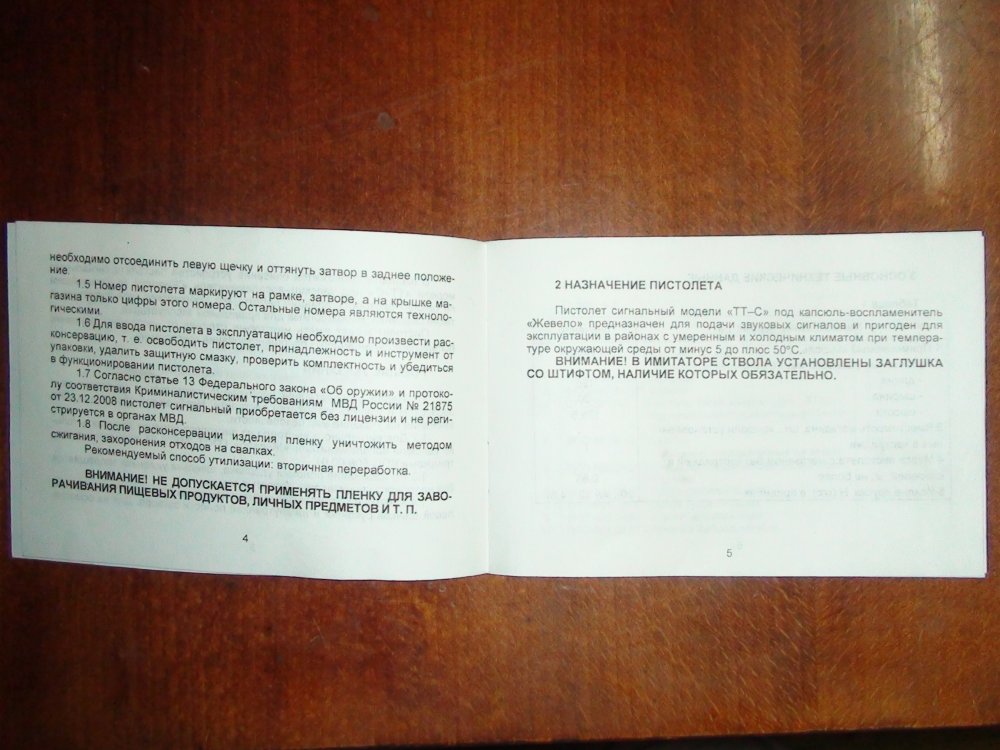 необходимо отсоединить левую щечку и оттянуть затвор в заднее положе-
ние.
1.5 Номер пистолета маркируют на рамке, затворе, а на крышке ма-
газина только цифры этого номера. Остальные номера являются техноло-
гическими.
1.6 Для ввода пистолета в эксплуатацию необходимо произвести рас-
консервацию, т. е. освободить пистолет, принадлежность и инструмент от
упаковки, удалить защитную смазку, проверить комплектность и убедиться
в функционировании пистолета.
1.7 Согласно статье 13 Федерального закона «Об оружии» и протоко-
лу соответствия Криминалистическим требованиям МВД России № 21875
от 23.12.2008 пистолет сигнальный приобретается без лицензии и не реги-
стрируется в органах МВД.
1.8 После расконсервации изделия пленку уничтожить методом
сжигания, захоронения отходов на свалках.
Рекомендуемый способ утилизации: вторичная переработка.
ВНИМАНИЕ! НЕ ДОПУСКАЕТСЯ ПРИМЕНЯТЬ ПЛЕНКУ ДЛЯ ЗАВО-
РАЧИВАНИЯ ПИЩЕВЫХ ПРОДУКТОВ, ЛИЧНЫХ ПРЕДМЕТОВ И Т. П.
4
2 НАЗНАЧЕНИЕ ПИСТОЛЕТА
Пистолет сигнальный модели «ТТ–С» под капсюль-воспламенитель
«Жевело» предназначен для подачи звуковых сигналов и пригоден для
эксплуатации в районах с умеренным и холодным климатом при темпера-
туре окружающей среды от минус 5 до плюс 50°С.
ВНИМАНИЕ! В ИМИТАТОРЕ СТВОЛА УСТАНОВЛЕНЫ ЗАГЛУШКА
СО ШТИФТОМ, НАЛИЧИЕ КОТОРЫХ ОБЯЗАТЕЛЬНО.
5